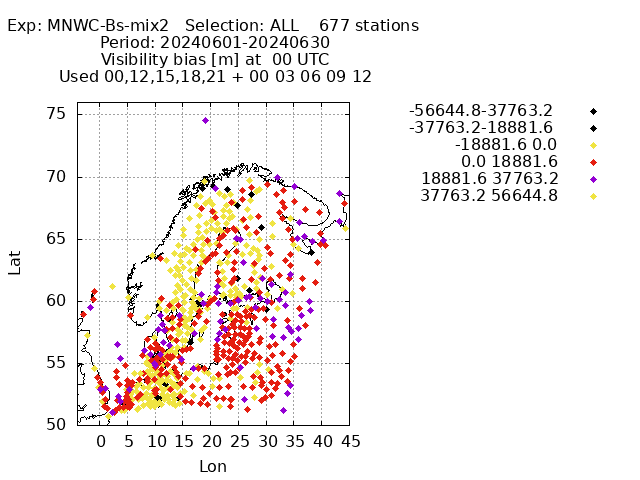 Exp: MNWC-Bs-mix2   Selection: ALL    677 stations
Period: 20240601-20240630
Visibility bias [m] at  00 UTC
Used 00,12,15,18,21 + 00 03 06 09 12
-56644.8-37763.2
-37763.2-18881.6
-18881.6 0.0
0.0 18881.6
18881.6 37763.2
37763.2 56644.8
75
70
65
60
55
50
Lat
0 5 10 15 20 25 30 35 40 45
Lon